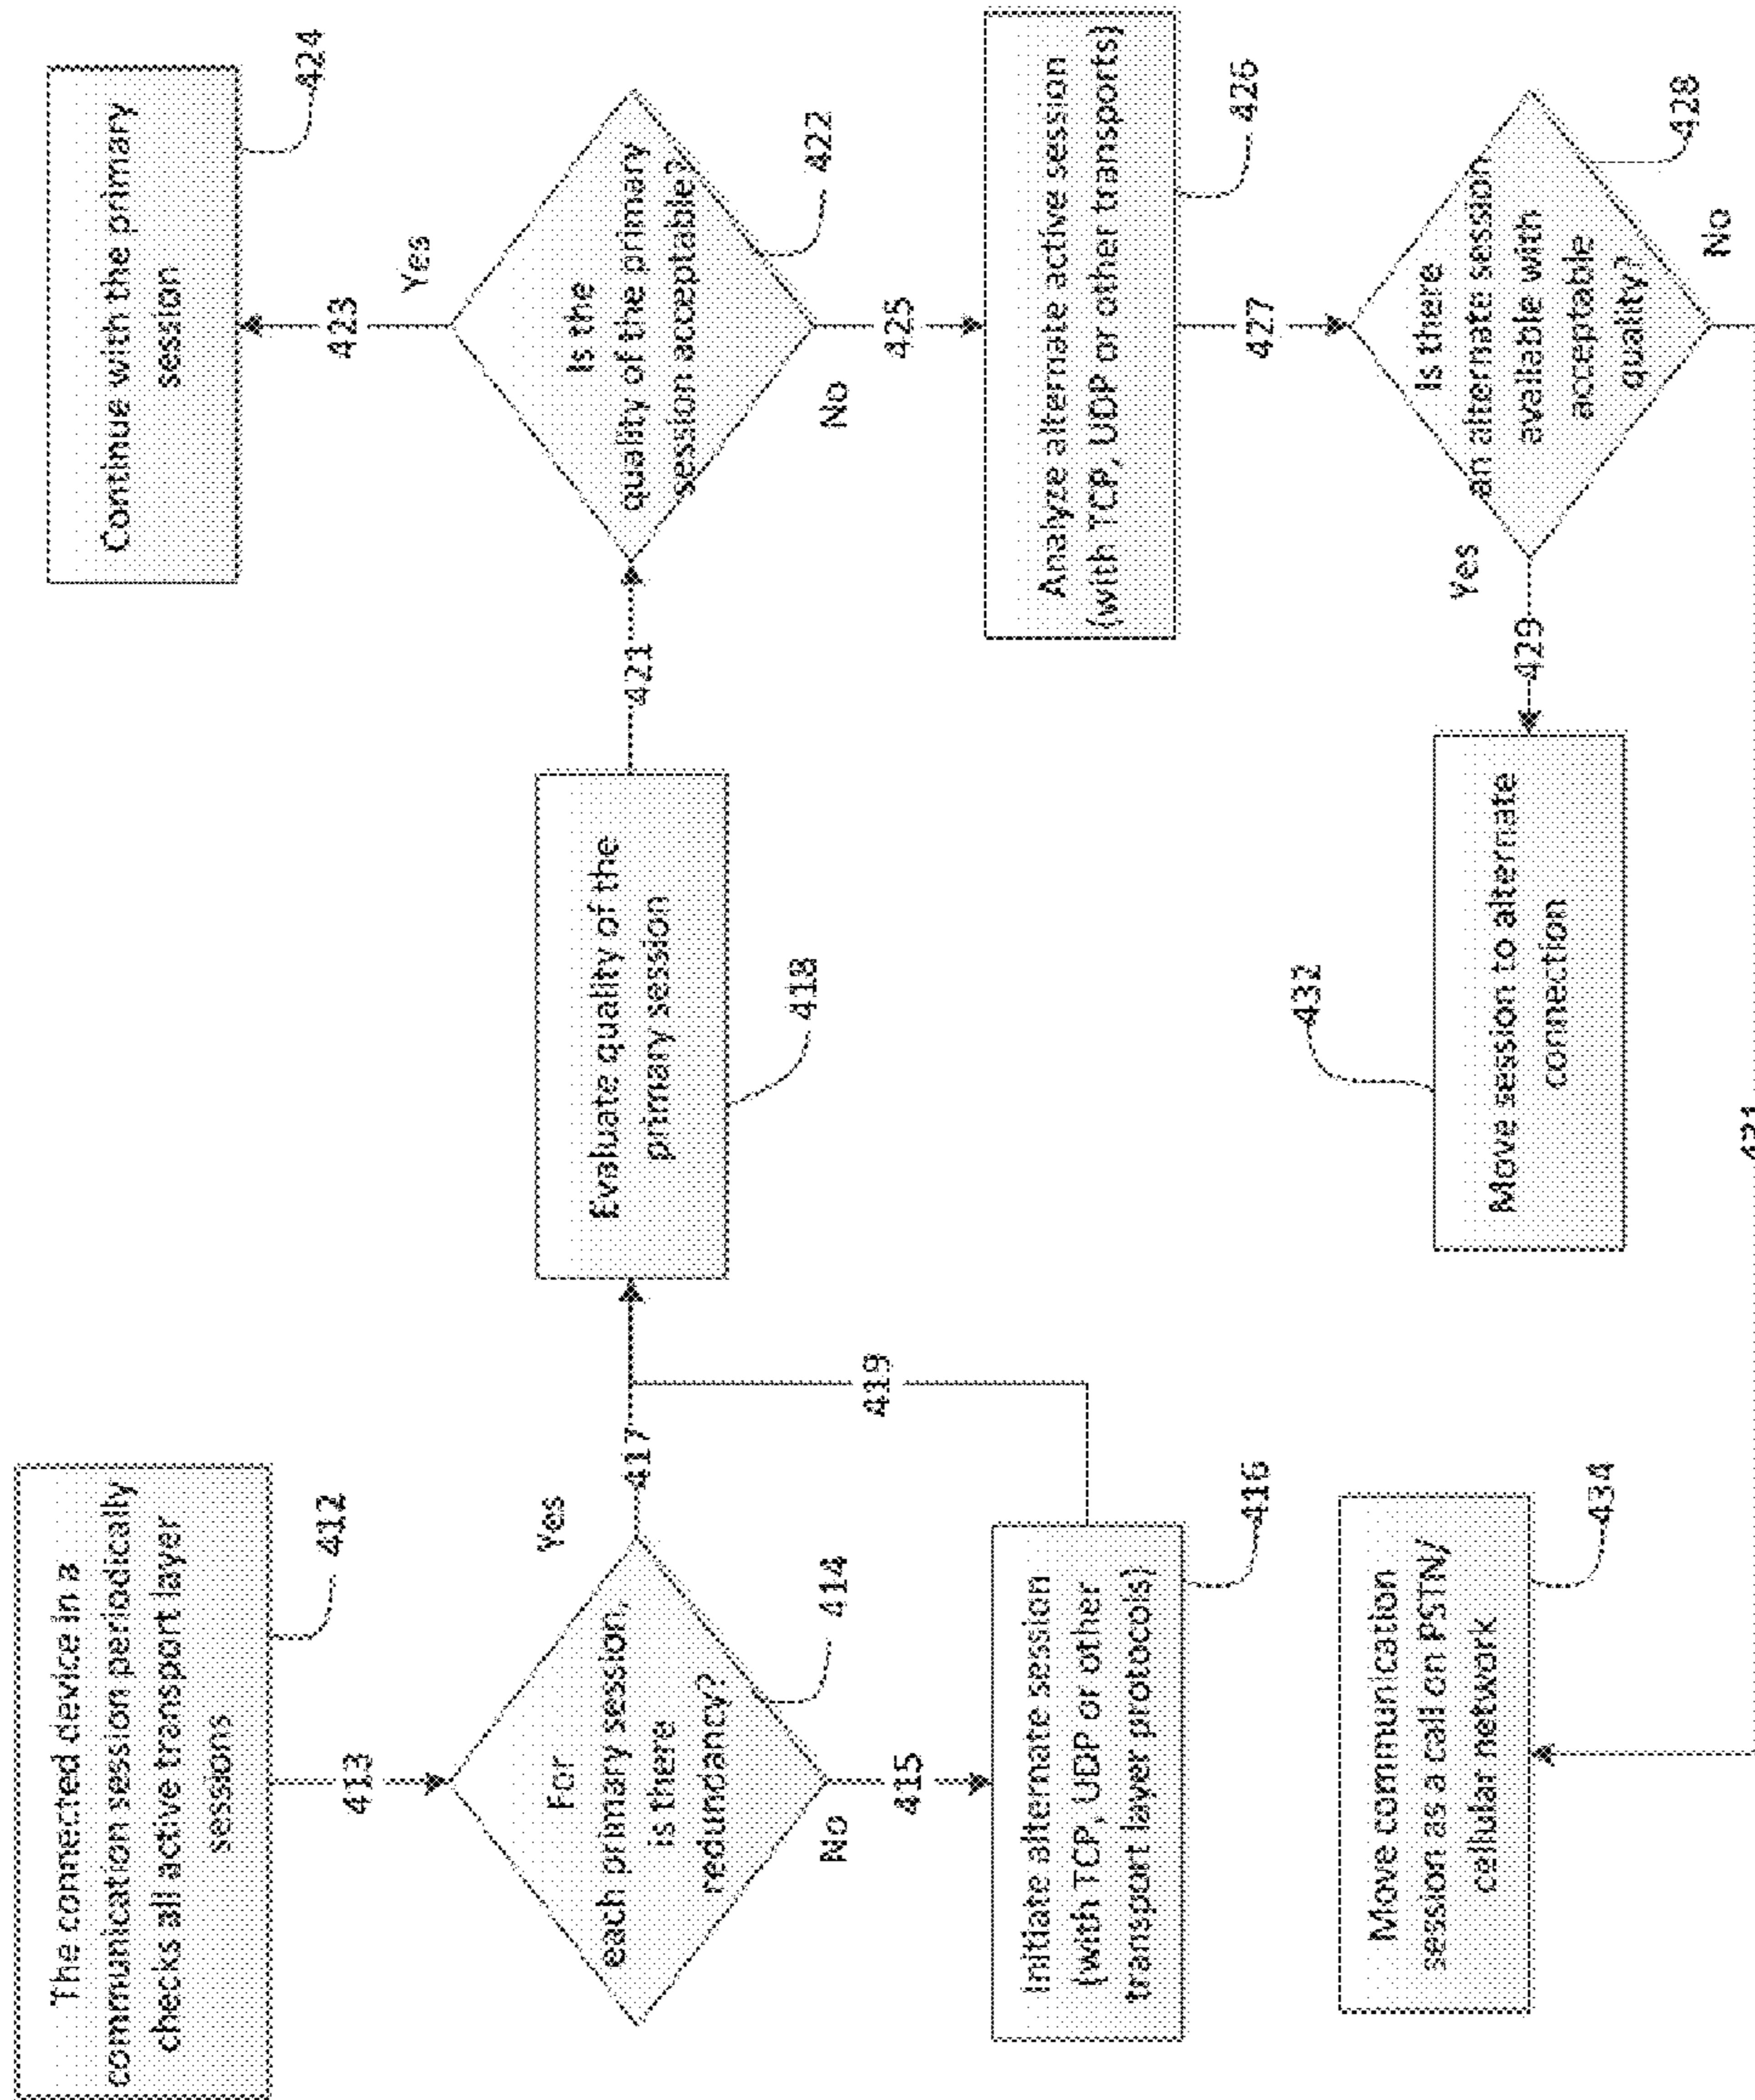 The connected device in a
communication session periodically
checks all active transport layer
sessions
412
413
For
each primary session,
is there
redundancy?
414
Yes
417
No
415
Initiate alternate session
(with TCP, UDP or other
transport layer protocols)
416
419
Evaluate quality of the
primary session
418
421
Is the
quality of the primary
session acceptable?
422
Yes
423
Continue with the primary
session
424
No
425
Analyze alternate active session
(with TCP, UDP or other transports)
426
427
Is there
an alternate session
available with
acceptable
quality?
428
Yes
429
Move session to alternate
connection
432
No
431
Move communication
session as a call on PSTN/
cellular network
434